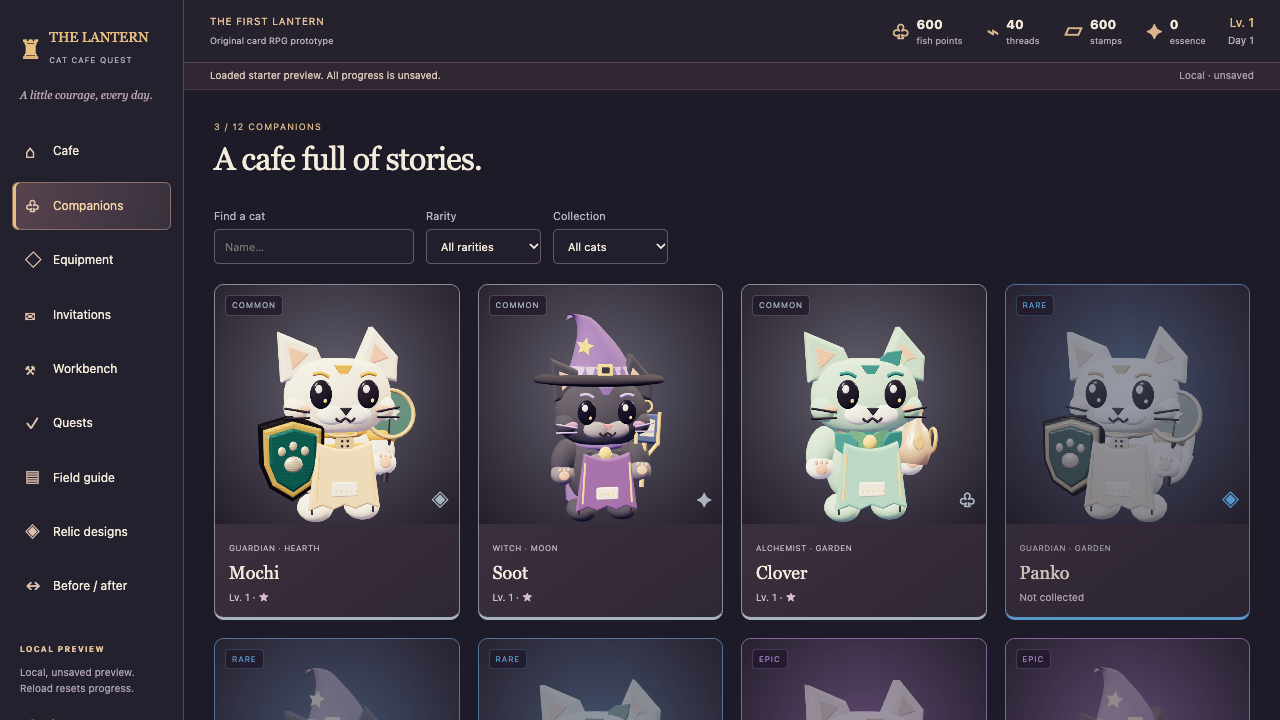 THE LANTERN
CAT CAFE QUEST
A little courage, every day.
Cafe
Companions
Equipment
Invitations
Workbench
Quests
Field guide
Relic designs
Before / after
LOCAL PREVIEW
Local, unsaved preview.
Reload resets progress.
THE FIRST LANTERN
Original card RPG prototype
600
fish points
40
threads
600
stamps
0
essence
Lv. 1
Day 1
Loaded starter preview. All progress is unsaved.
Local · unsaved
3 / 12 COMPANIONS
A cafe full of stories.
Find a cat
Name...
Rarity
All rarities
Collection
All cats
COMMON
GUARDIAN · HEARTH
Mochi
Lv. 1 · ★
COMMON
WITCH · MOON
Soot
Lv. 1 · ★
COMMON
ALCHEMIST · GARDEN
Clover
Lv. 1 · ★
RARE
GUARDIAN · GARDEN
Panko
Not collected
RARE
RARE
EPIC
EPIC